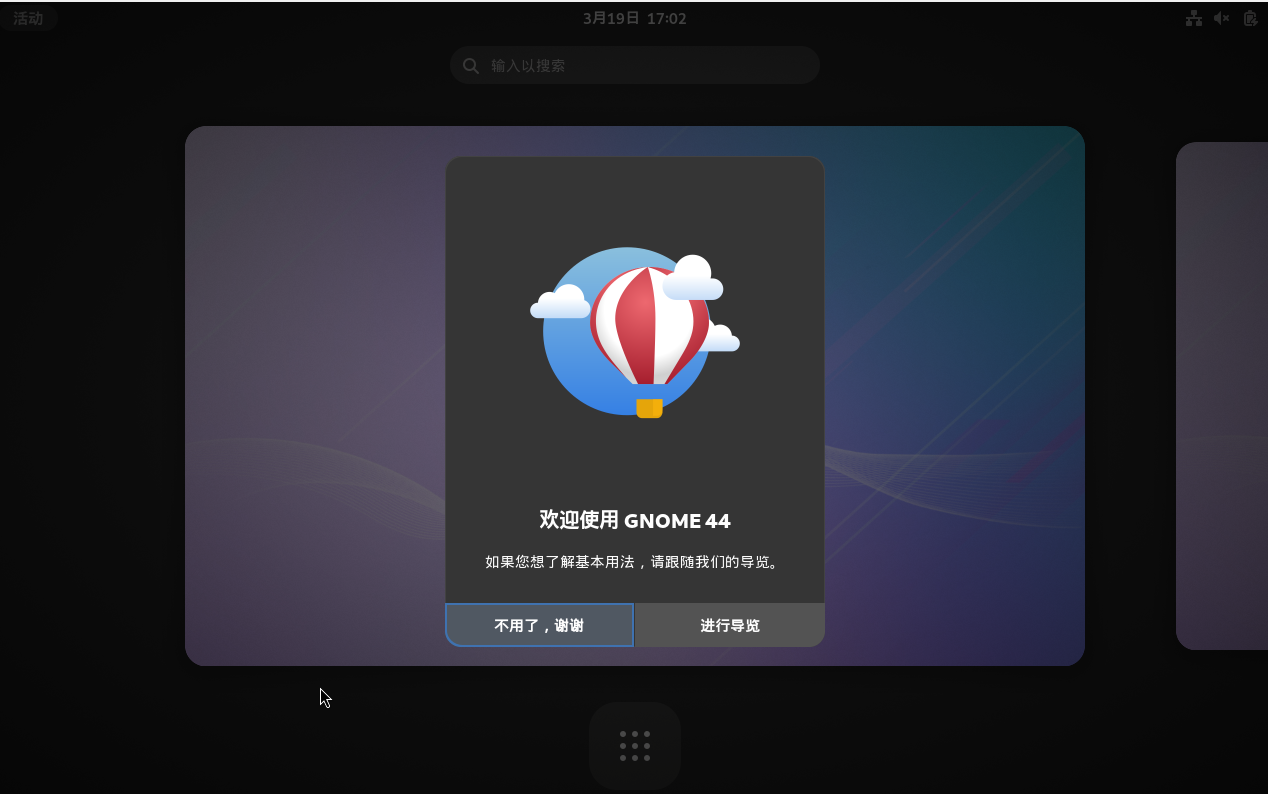 活动
3月19日 17:02
输入以搜索
欢迎使用 GNOME 44
如果您想了解基本用法，请跟随我们的导览。
不用了，谢谢
进行导览